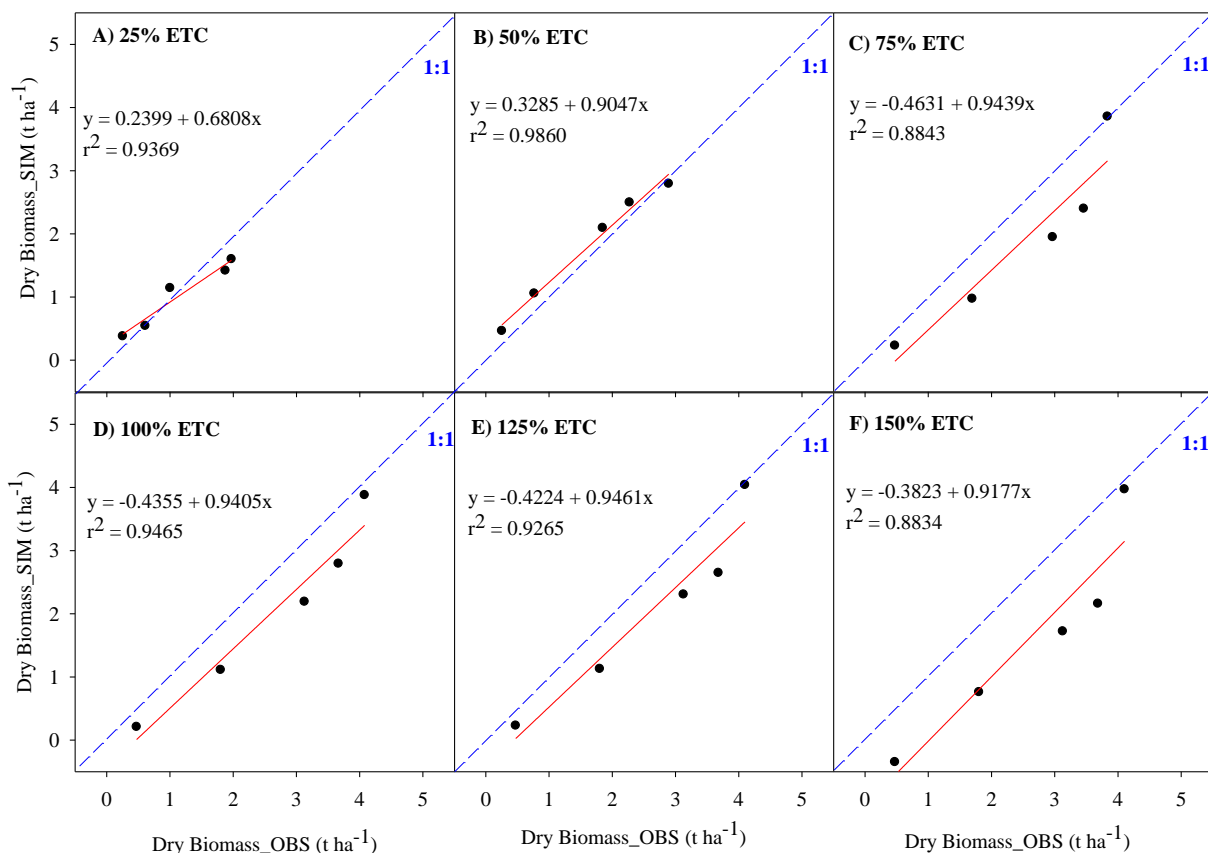 A) 25% ETC
1:1
y = 0.2399 + 0.6808x
r² = 0.9369
B) 50% ETC
1:1
y = 0.3285 + 0.9047x
r² = 0.9860
C) 75% ETC
1:1
y = -0.4631 + 0.9439x
r² = 0.8843
Dry Biomass_SIM (t ha⁻¹)
5
4
3
2
1
0
D) 100% ETC
1:1
y = -0.4355 + 0.9405x
r² = 0.9465
E) 125% ETC
1:1
y = -0.4224 + 0.9461x
r² = 0.9265
F) 150% ETC
1:1
y = -0.3823 + 0.9177x
r² = 0.8834
Dry Biomass_SIM (t ha⁻¹)
5
4
3
2
1
0
0 1 2 3 4 5
0 1 2 3 4 5
0 1 2 3 4 5
Dry Biomass_OBS (t ha⁻¹)
Dry Biomass_OBS (t ha⁻¹)
Dry Biomass_OBS (t ha⁻¹)